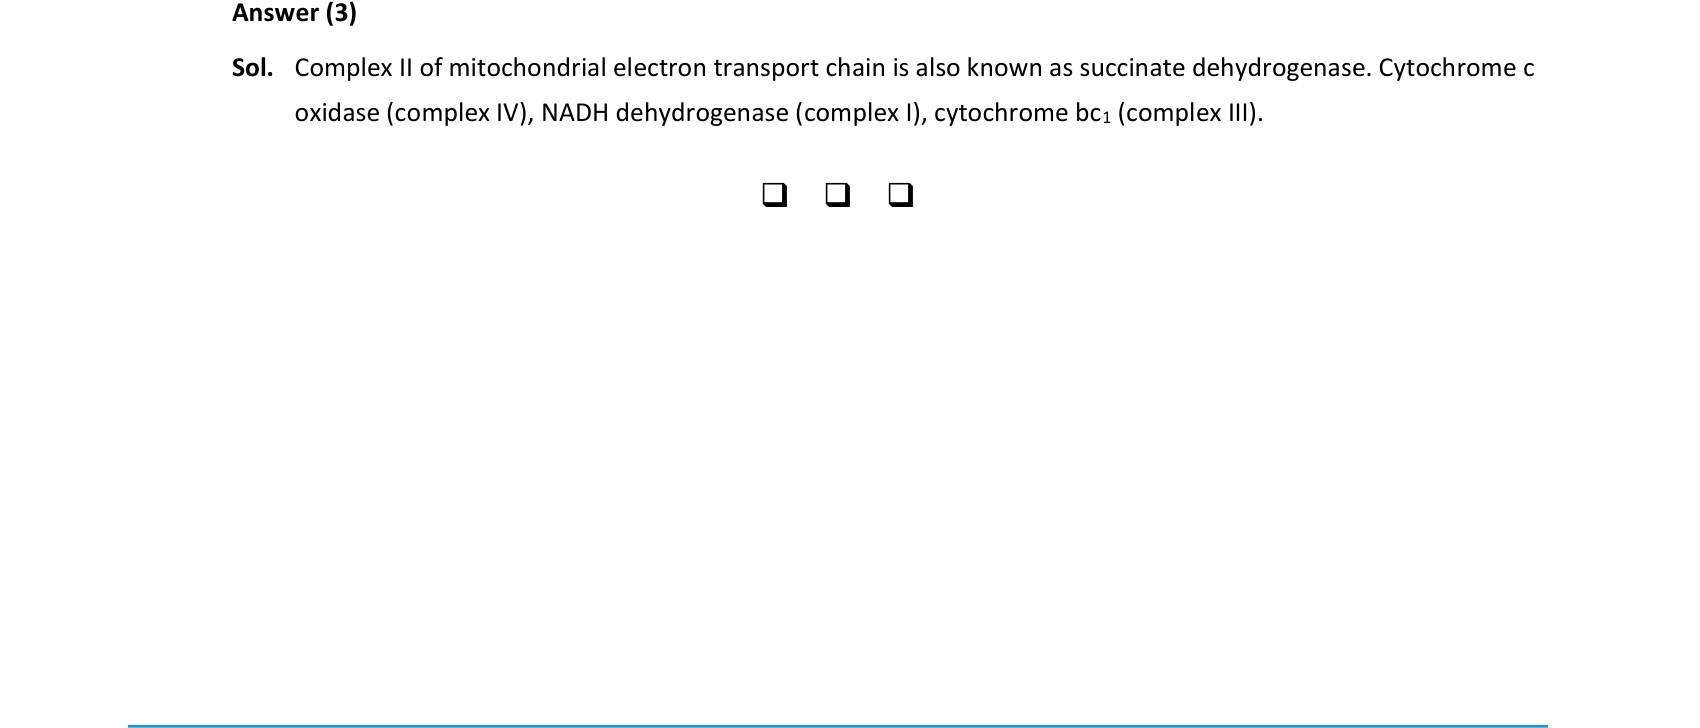 Answer (3)
Sol. Complex II of mitochondrial electron transport chain is also known as succinate dehydrogenase. Cytochrome c
oxidase (complex IV), NADH dehydrogenase (complex I), cytochrome bc₁ (complex III).
❑ ❑ ❑